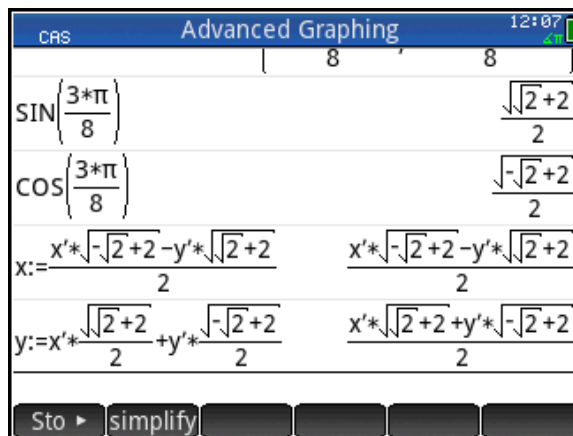 CAS Advanced Graphing 12:07
∡π
8 , 8
SIN(3*π/8) √(√2+2)/2
COS(3*π/8) √(-√2+2)/2
x:=(x'*√(-√2+2)-y'*√(√2+2))/2 (x'*√(-√2+2)-y'*√(√2+2))/2
y:=x'*√(√2+2)/2+y'*√(-√2+2)/2 (x'*√(√2+2)+y'*√(-√2+2))/2
Sto ► simplify